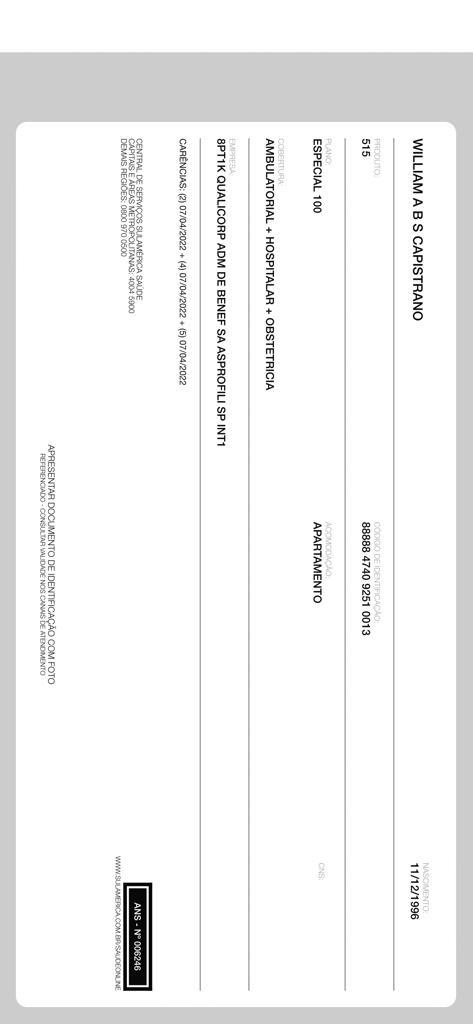 WILLIAM A B S CAPISTRANO
NASCIMENTO:
11/12/1996
PRODUTO:
515
CÓDIGO DE IDENTIFICAÇÃO:
88888 4740 9251 0013
PLANO:
ESPECIAL 100
ACOMODAÇÃO:
APARTAMENTO
CNS:
COBERTURA:
AMBULATORIAL + HOSPITALAR + OBSTETRICIA
EMPRESA:
8PT1K QUALICORP ADM DE BENEF SA ASPROFILI SP INT1
CARÊNCIAS: (2) 07/04/2022 + (4) 07/04/2022 + (5) 07/04/2022
CENTRAL DE SERVIÇOS SULAMÉRICA SAÚDE
CAPITAIS E ÁREAS METROPOLITANAS: 4004 5900
DEMAIS REGIÕES: 0800 970 0500
ANS - Nº 006246
WWW.SULAMERICA.COM.BR/SAUDEONLINE
APRESENTAR DOCUMENTO DE IDENTIFICAÇÃO COM FOTO
REFERENCIADO - CONSULTAR VALIDADE NOS CANAIS DE ATENDIMENTO